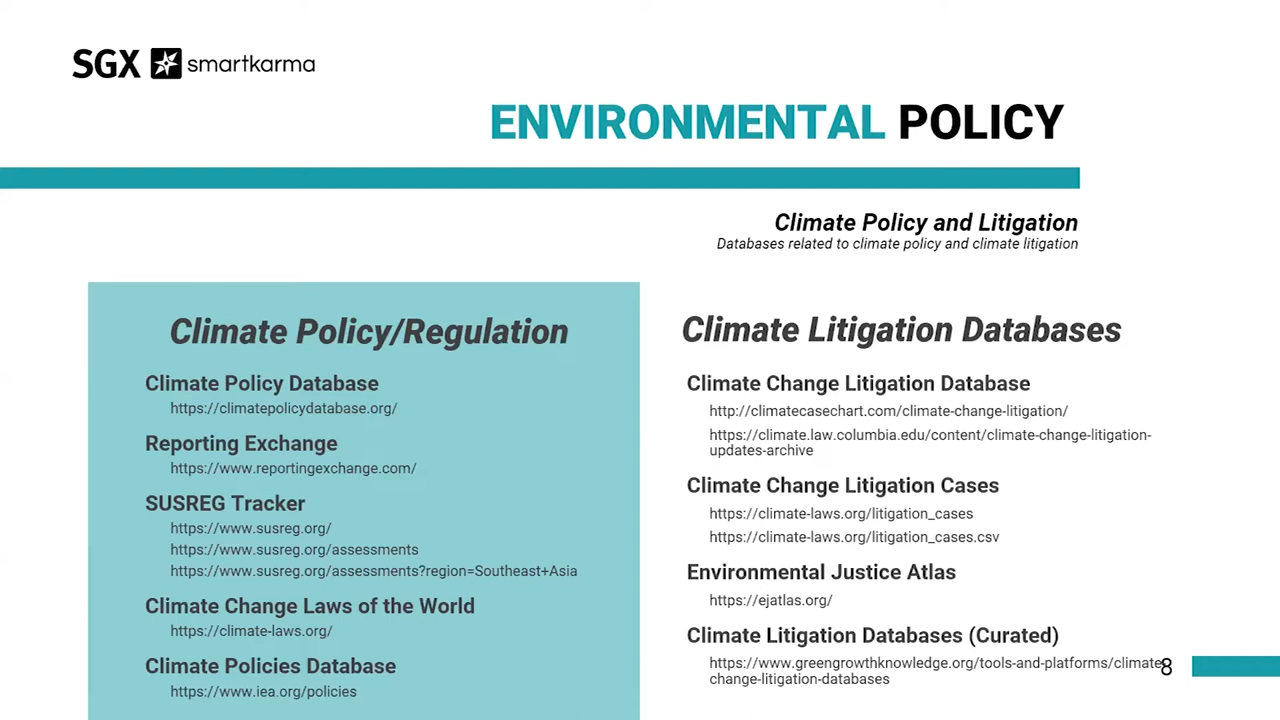 SGX smartkarma
ENVIRONMENTAL POLICY
Climate Policy and Litigation
Databases related to climate policy and climate litigation
Climate Policy/Regulation
Climate Policy Database
https://climatepolicydatabase.org/
Reporting Exchange
https://www.reportingexchange.com/
SUSREG Tracker
https://www.susreg.org/
https://www.susreg.org/assessments
https://www.susreg.org/assessments?region=Southeast+Asia
Climate Change Laws of the World
https://climate-laws.org/
Climate Policies Database
https://www.iea.org/policies
Climate Litigation Databases
Climate Change Litigation Database
http://climatecasechart.com/climate-change-litigation/
https://climate.law.columbia.edu/content/climate-change-litigation-
updates-archive
Climate Change Litigation Cases
https://climate-laws.org/litigation_cases
https://climate-laws.org/litigation_cases.csv
Environmental Justice Atlas
https://ejatlas.org/
Climate Litigation Databases (Curated)
https://www.greengrowthknowledge.org/tools-and-platforms/climate-
change-litigation-databases
8